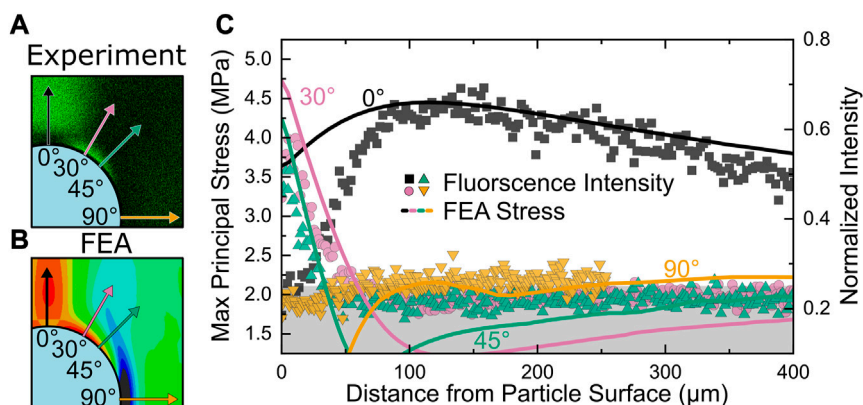 A
Experiment
0°
30°
45°
90°
B
FEA
0°
30°
45°
90°
C
Max Principal Stress (MPa)
5.0
4.5
4.0
3.5
3.0
2.5
2.0
1.5
30°
0°
Fluorscence Intensity
FEA Stress
90°
45°
0
100
200
300
400
Distance from Particle Surface (µm)
0.8
0.6
0.4
0.2
Normalized Intensity